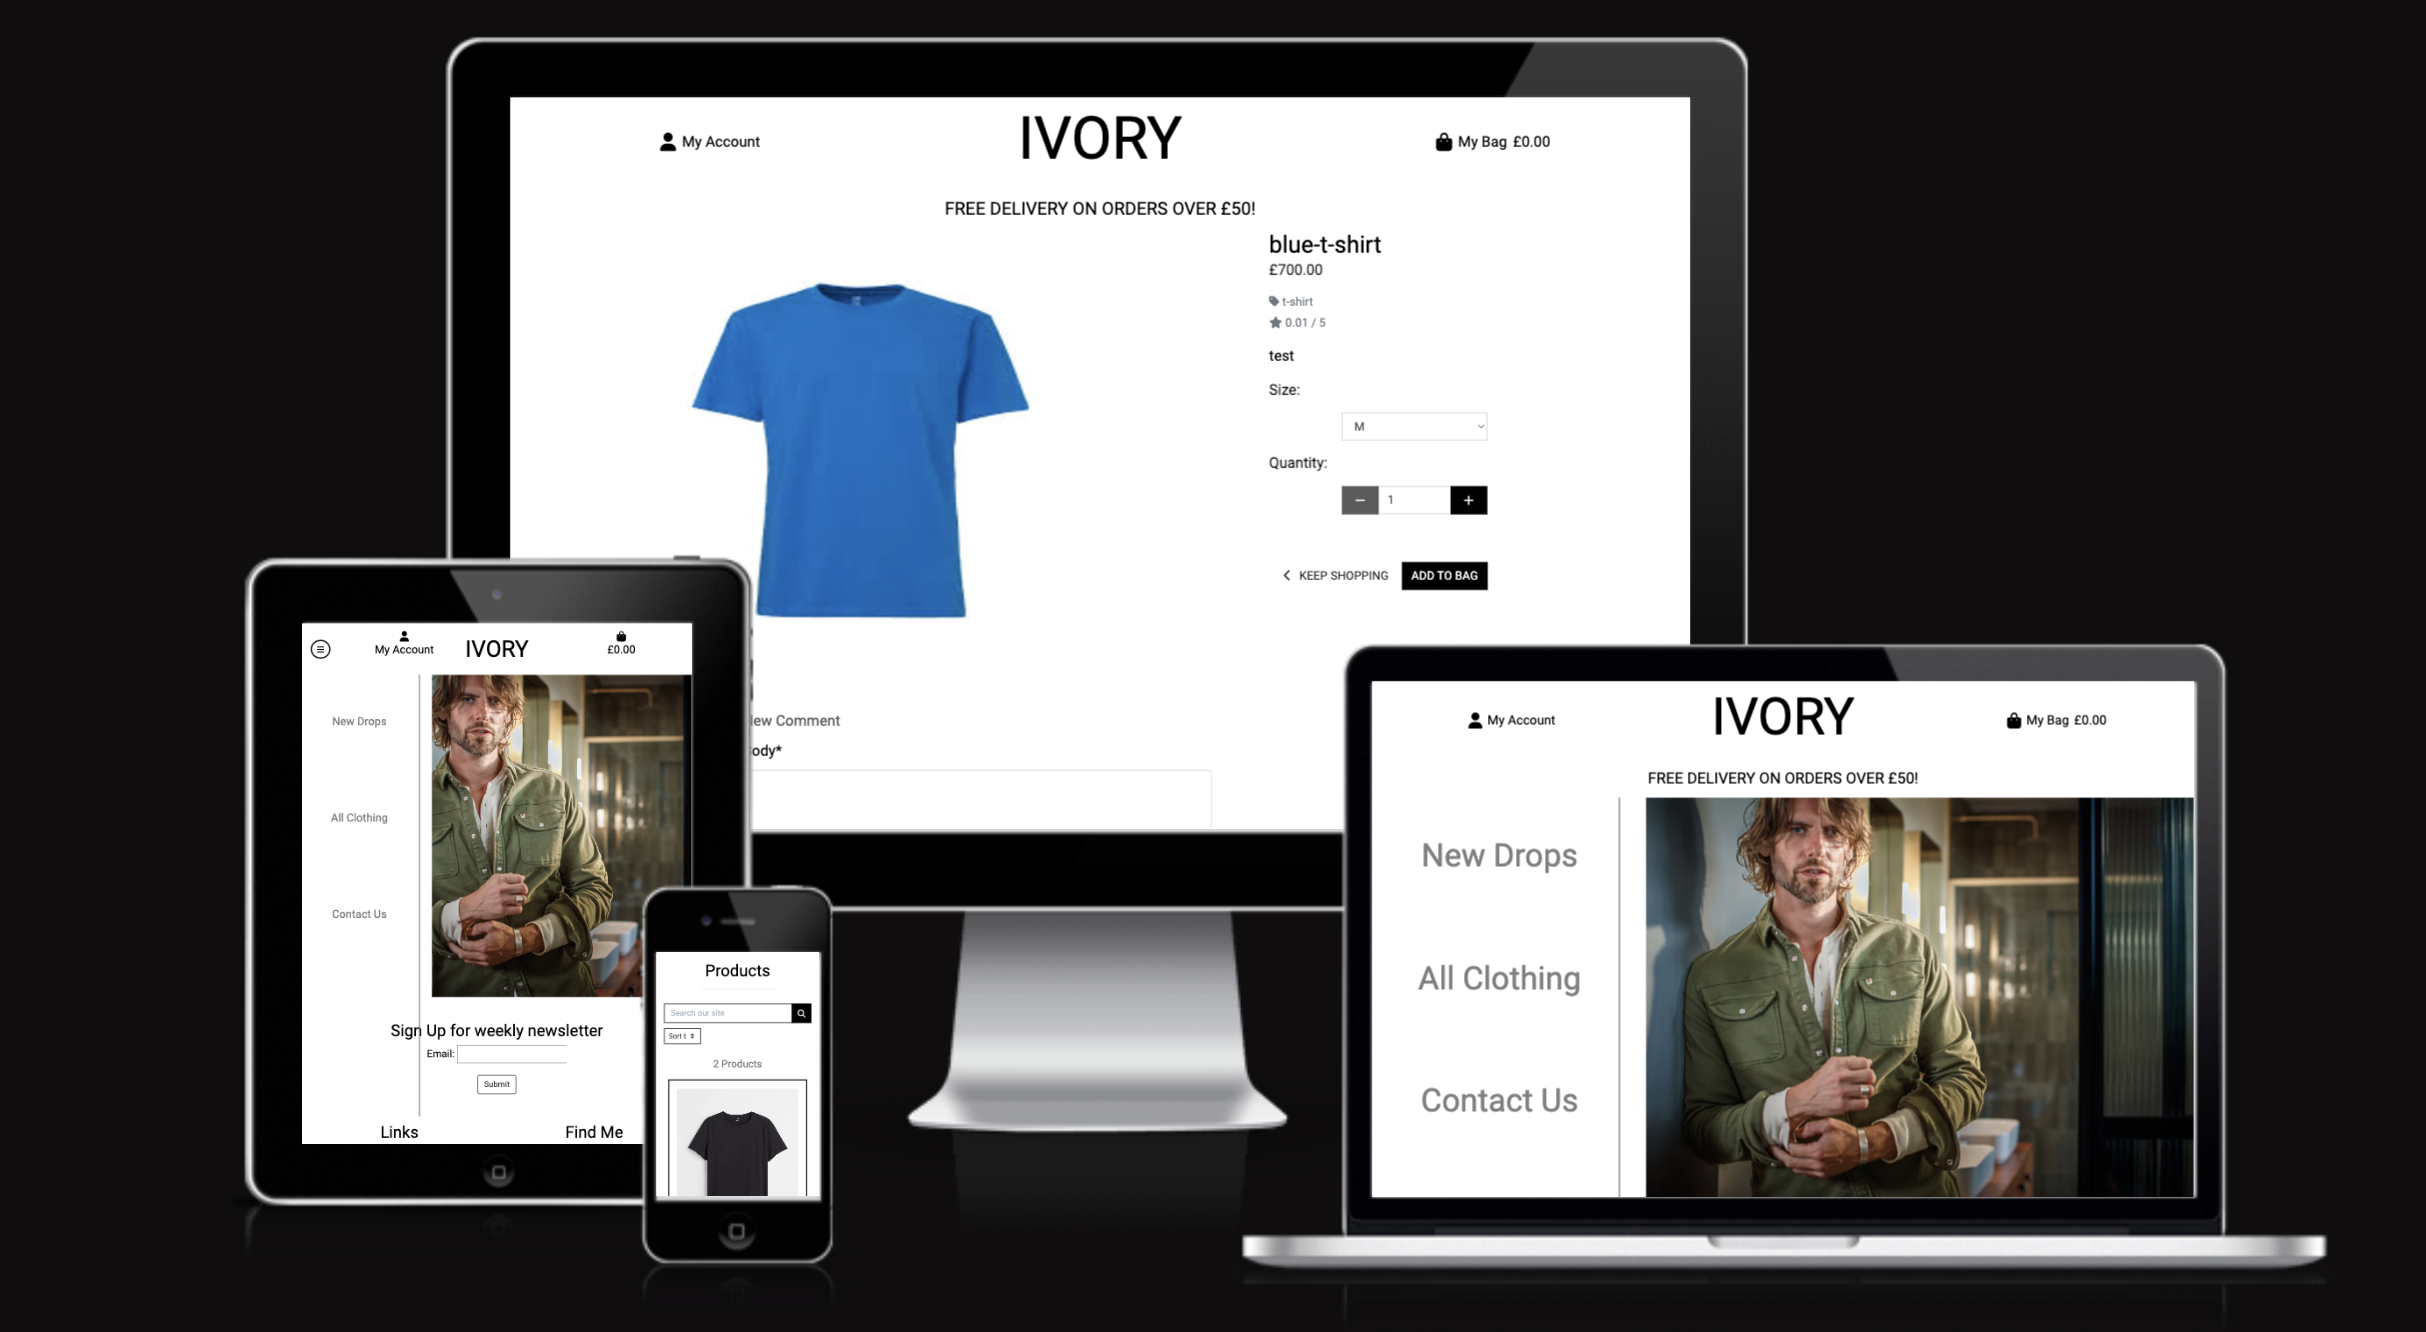 My Account
IVORY
My Bag £0.00
FREE DELIVERY ON ORDERS OVER £50!
blue-t-shirt
£700.00
t-shirt
0.01 / 5
test
Size:
M
Quantity:
− 1 +
KEEP SHOPPING
ADD TO BAG
ew Comment
ody*
My Account
IVORY
£0.00
New Drops
All Clothing
Contact Us
Sign Up for weekly newsletter
Email:
Submit
Links
Find Me
Products
Search our site
Sort
2 Products
My Account
IVORY
My Bag £0.00
FREE DELIVERY ON ORDERS OVER £50!
New Drops
All Clothing
Contact Us